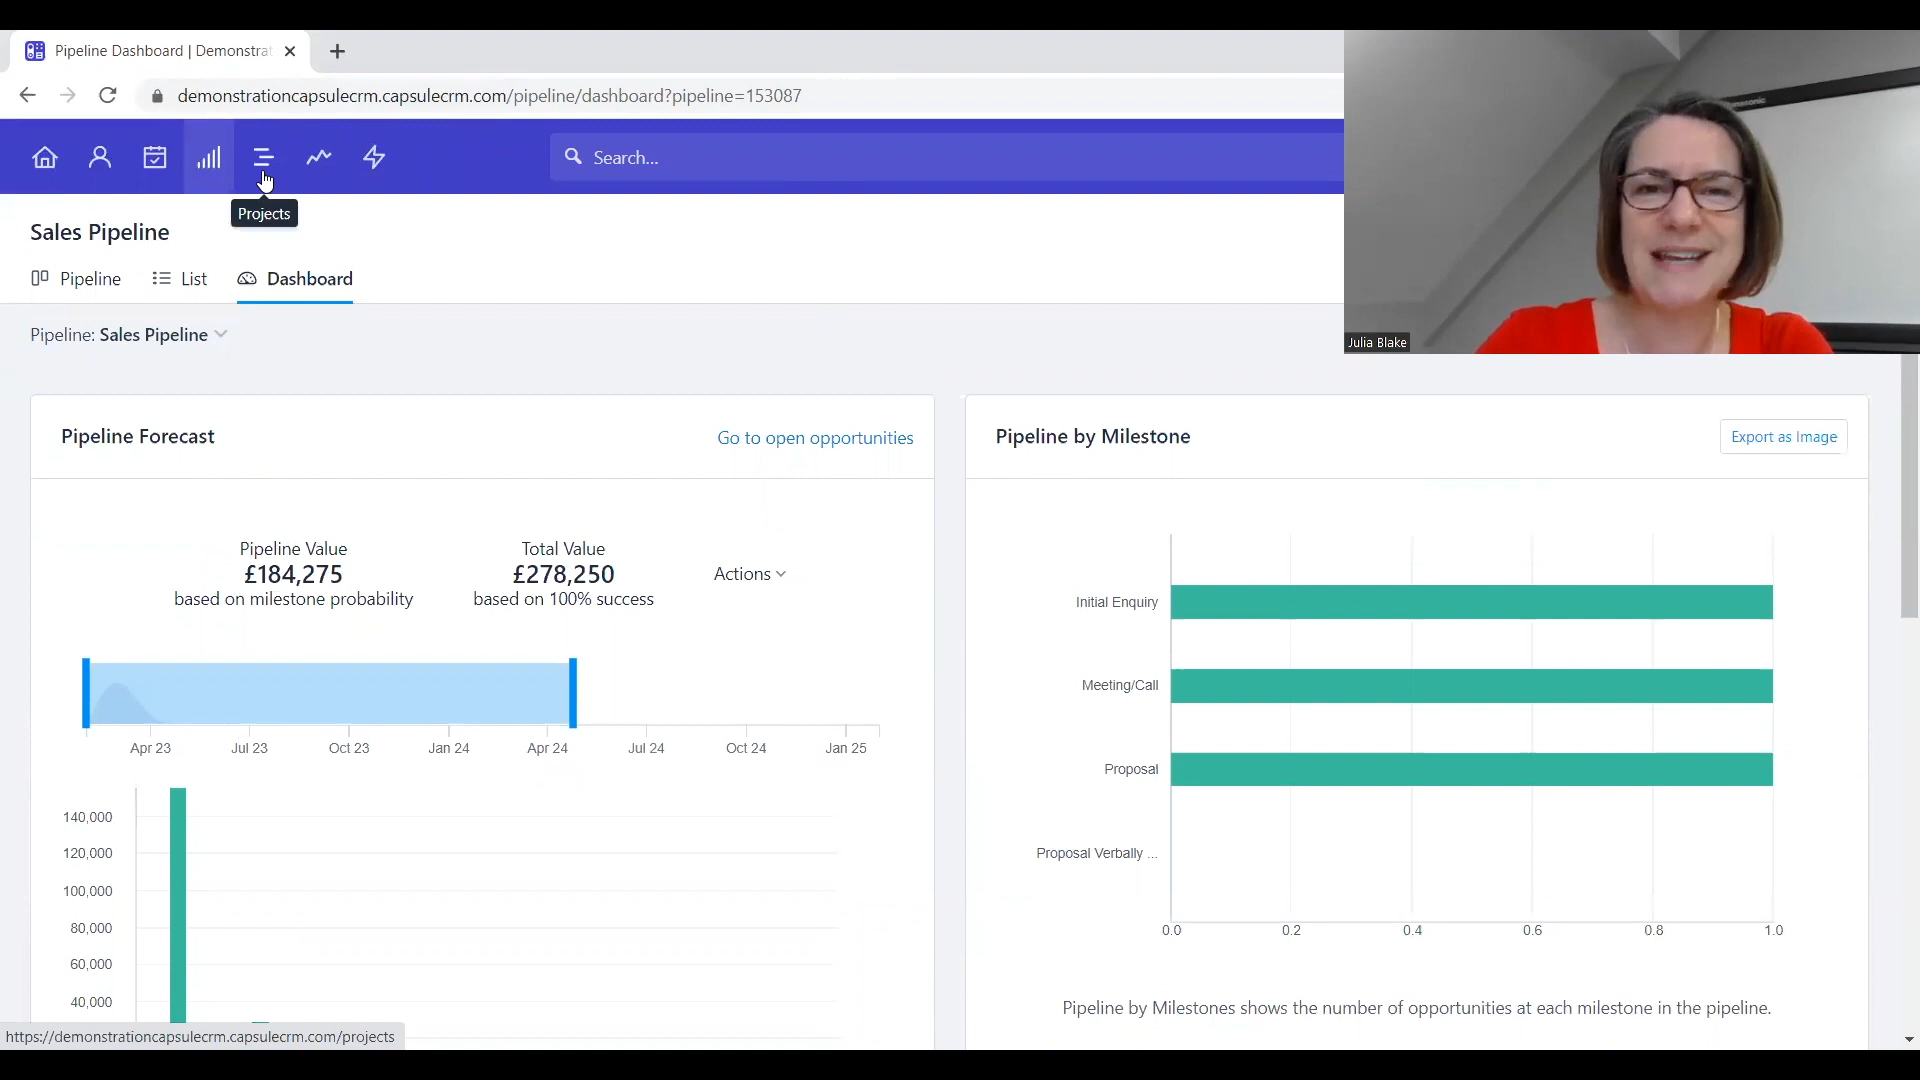 Pipeline Dashboard | Demonstrat
demonstrationcapsulecrm.capsulecrm.com/pipeline/dashboard?pipeline=153087
Search...
Projects
Sales Pipeline
Pipeline
List
Dashboard
Julia Blake
Pipeline: Sales Pipeline
Pipeline Forecast
Go to open opportunities
Pipeline Value
£184,275
based on milestone probability
Total Value
£278,250
based on 100% success
Actions
Apr 23
Jul 23
Oct 23
Jan 24
Apr 24
Jul 24
Oct 24
Jan 25
140,000
120,000
100,000
80,000
60,000
40,000
Pipeline by Milestone
Export as Image
Initial Enquiry
Meeting/Call
Proposal
Proposal Verbally ...
0.0
0.2
0.4
0.6
0.8
1.0
Pipeline by Milestones shows the number of opportunities at each milestone in the pipeline.
https://demonstrationcapsulecrm.capsulecrm.com/projects